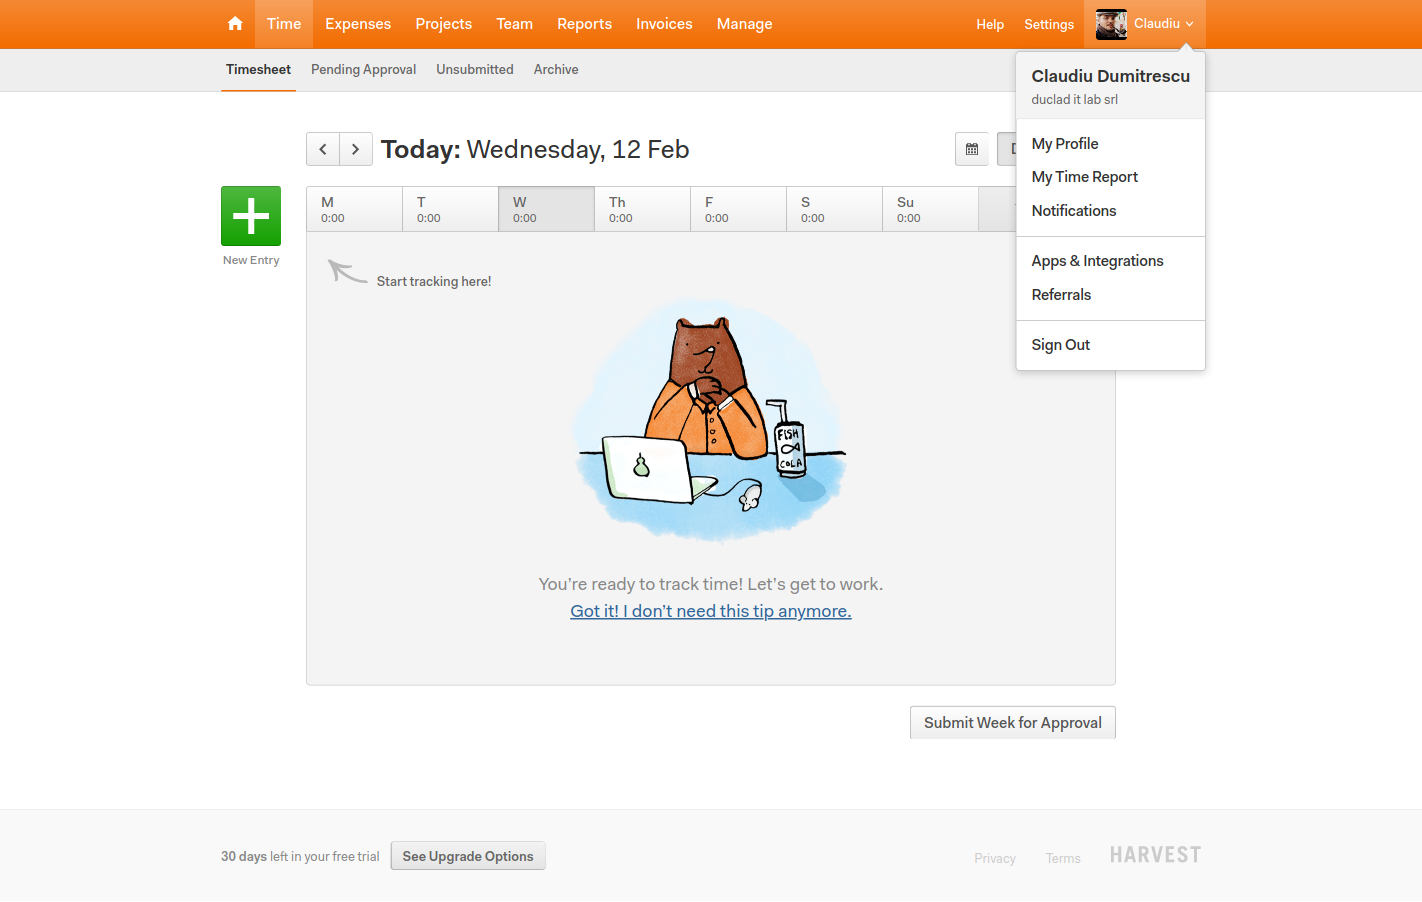 Time Expenses Projects Team Reports Invoices Manage Help Settings Claudiu
Timesheet Pending Approval Unsubmitted Archive
Claudiu Dumitrescu
duclad it lab srl
My Profile
My Time Report
Notifications
Apps & Integrations
Referrals
Sign Out
Today: Wednesday, 12 Feb
M T W Th F S Su
0:00 0:00 0:00 0:00 0:00 0:00 0:00
New Entry
Start tracking here!
FISH
COLA
You're ready to track time! Let's get to work.
Got it! I don't need this tip anymore.
Submit Week for Approval
30 days left in your free trial See Upgrade Options Privacy Terms HARVEST